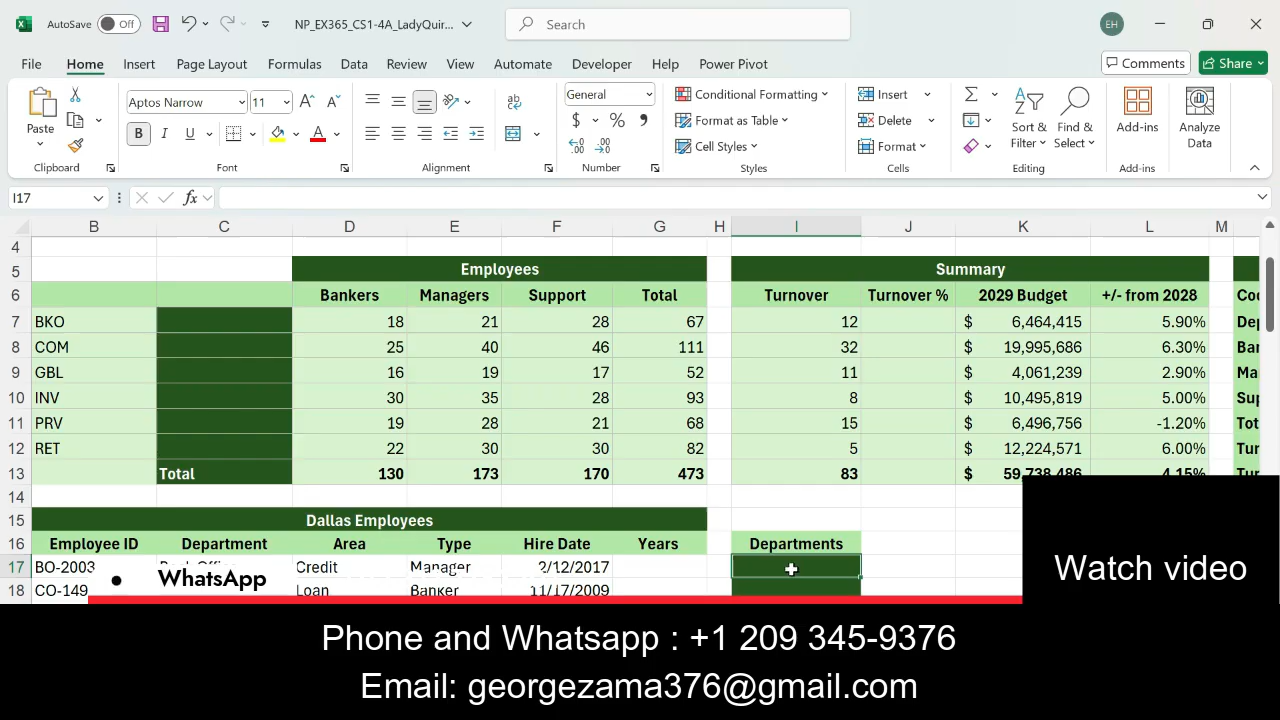 AutoSave Off NP_EX365_CS1-4A_LadyQuir... Search EH
File Home Insert Page Layout Formulas Data Review View Automate Developer Help Power Pivot Comments Share
Paste Aptos Narrow 11 A A ab General Conditional Formatting Insert Σ Sort & Filter Find & Select Add-ins Analyze Data
B I U A $ % , Format as Table Delete
Cell Styles Format
Clipboard Font Alignment Number Styles Cells Editing Add-ins
I17 fx
B C D E F G H I J K L M
4
5 Employees Summary
6 Bankers Managers Support Total Turnover Turnover % 2029 Budget +/- from 2028 Co
7 BKO 18 21 28 67 12 $ 6,464,415 5.90% De
8 COM 25 40 46 111 32 $ 19,995,686 6.30% Ba
9 GBL 16 19 17 52 11 $ 4,061,239 2.90% Ma
10 INV 30 35 28 93 8 $ 10,495,819 5.00% Su
11 PRV 19 28 21 68 15 $ 6,496,756 -1.20% Tot
12 RET 22 30 30 82 5 $ 12,224,571 6.00% Tur
13 Total 130 173 170 473 83 $ 59,738,486 4.15% Tur
14
15 Dallas Employees
16 Employee ID Department Area Type Hire Date Years Departments
17 BO-2003 Credit Manager 2/12/2017
18 CO-149 Loan Banker 11/17/2009
• WhatsApp
Watch video
Phone and Whatsapp : +1 209 345-9376
Email: georgezama376@gmail.com